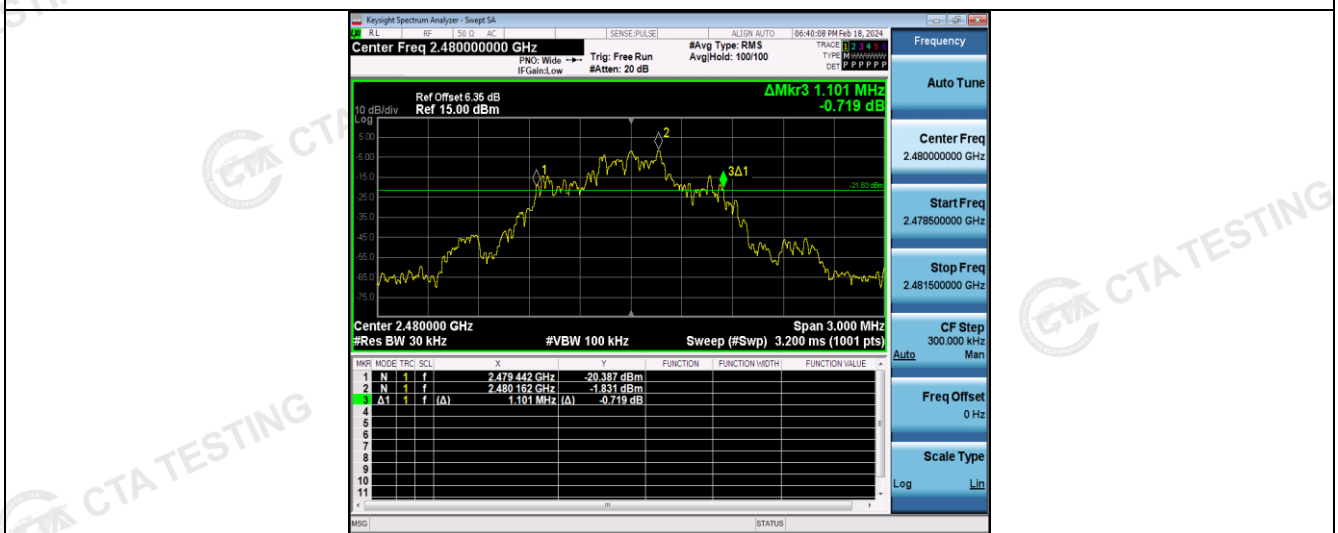 Keysight Spectrum Analyzer - Swept SA
RL RF 50 Ω AC SENSE:PULSE ALIGN AUTO 06:40:08 PM Feb 18, 2024
Center Freq 2.480000000 GHz
PNO: Wide
IFGain:Low
Trig: Free Run
#Atten: 20 dB
#Avg Type: RMS
Avg|Hold: 100/100
TRACE 1 2 3 4 5 6
TYPE M WWWWW
DET P P P P P P
Ref Offset 6.35 dB
10 dB/div Ref 15.00 dBm
Log
ΔMkr3 1.101 MHz
-0.719 dB
5.00
-5.00
-15.0
-25.0
-35.0
-45.0
-55.0
-65.0
-75.0
1
2
3Δ1
-21.83 dBm
Center 2.480000 GHz Span 3.000 MHz
#Res BW 30 kHz #VBW 100 kHz Sweep (#Swp) 3.200 ms (1001 pts)
MKR MODE TRC SCL X Y FUNCTION FUNCTION WIDTH FUNCTION VALUE
1 N 1 f 2.479 442 GHz -20.387 dBm
2 N 1 f 2.480 162 GHz -1.831 dBm
3 Δ1 1 f (Δ) 1.101 MHz (Δ) -0.719 dB
4
5
6
7
8
9
10
11
MSG STATUS
Frequency
Auto Tune
Center Freq
2.480000000 GHz
Start Freq
2.478500000 GHz
Stop Freq
2.481500000 GHz
CF Step
300.000 kHz
Auto Man
Freq Offset
0 Hz
Scale Type
Log Lin
CTA TESTING
CTA TESTING
CTA